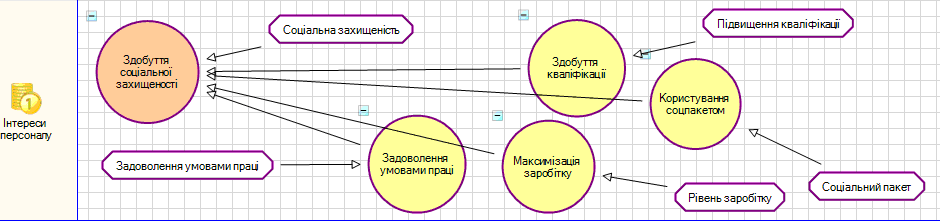 Інтереси
персоналу
Здобуття
соціальної
захищеності
Соціальна захищеність
Здобуття
кваліфікації
Підвищення кваліфікації
Користування
соцпакетом
Задоволення умовами праці
Задоволення
умовами праці
Максимізація
заробітку
Рівень заробітку
Соціальний пакет